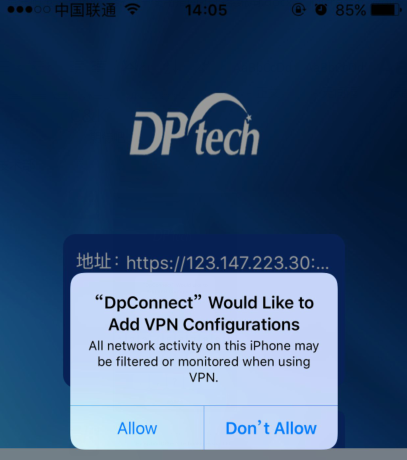 中国联通 14:05 85%
DPtech
地址：https://123.147.223.30:...
“DpConnect” Would Like to
Add VPN Configurations
All network activity on this iPhone may
be filtered or monitored when using
VPN.
Allow Don't Allow